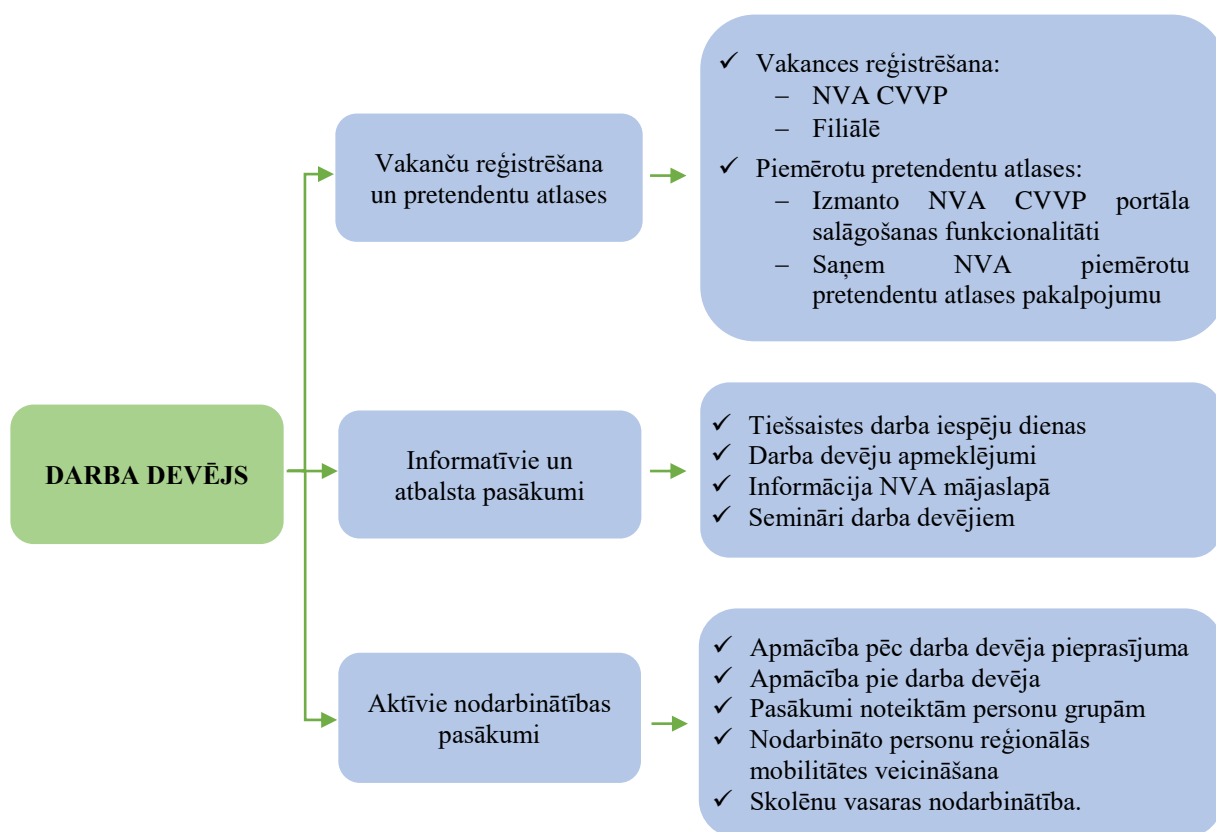 DARBA DEVĒJS
Vakanču reģistrēšana
un pretendentu atlases
✓ Vakances reģistrēšana:
– NVA CVVP
– Filiālē
✓ Piemērotu pretendentu atlases:
– Izmanto NVA CVVP portāla
salāgošanas funkcionalitāti
– Saņem NVA piemērotu
pretendentu atlases pakalpojumu
Informatīvie un
atbalsta pasākumi
✓ Tiešsaistes darba iespēju dienas
✓ Darba devēju apmeklējumi
✓ Informācija NVA mājaslapā
✓ Semināri darba devējiem
Aktīvie nodarbinātības
pasākumi
✓ Apmācība pēc darba devēja pieprasījuma
✓ Apmācība pie darba devēja
✓ Pasākumi noteiktām personu grupām
✓ Nodarbināto personu reģionālās
mobilitātes veicināšana
✓ Skolēnu vasaras nodarbinātība.